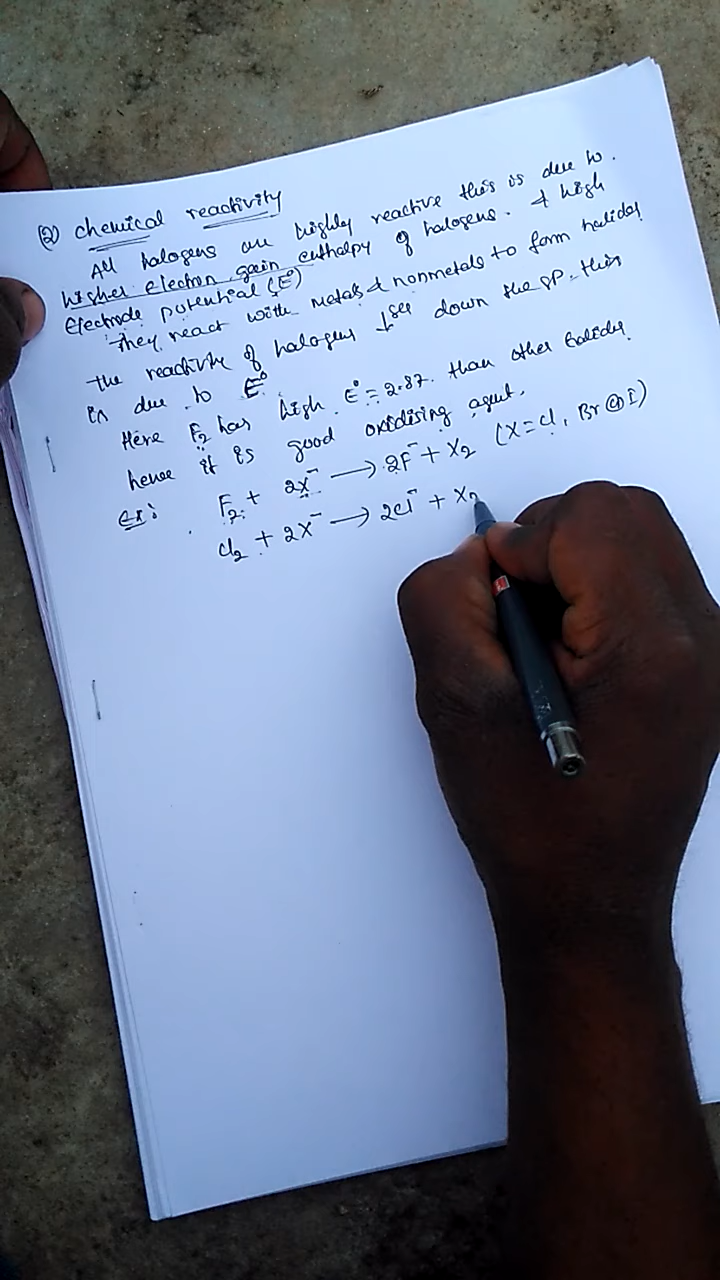 (2) chemical reactivity
All halogens are highly reactive this is due to.
higher electron gain enthalpy of halogens. & high
Electrode potential (E°)
They react with metals & nonmetals to form halides
the reactivity of halogens ↓ses down the gp. this
is due to E°
Here F₂ has high E° = 2.87. than other halides
hence it is good oxidising agent.
ex: F₂ + 2X⁻ → 2F⁻ + X₂ (X = Cl, Br (or) I)
Cl₂ + 2X⁻ → 2Cl⁻ + X₂